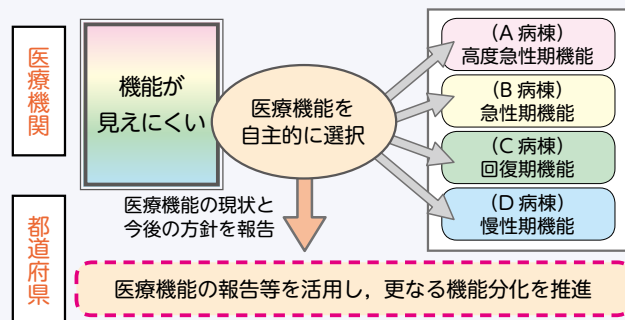 医療機関
機能が
見えにくい
医療機能を
自主的に選択
(A 病棟)
高度急性期機能
(B 病棟)
急性期機能
(C 病棟)
回復期機能
(D 病棟)
慢性期機能
医療機能の現状と
今後の方針を報告
都道府県
医療機能の報告等を活用し，更なる機能分化を推進